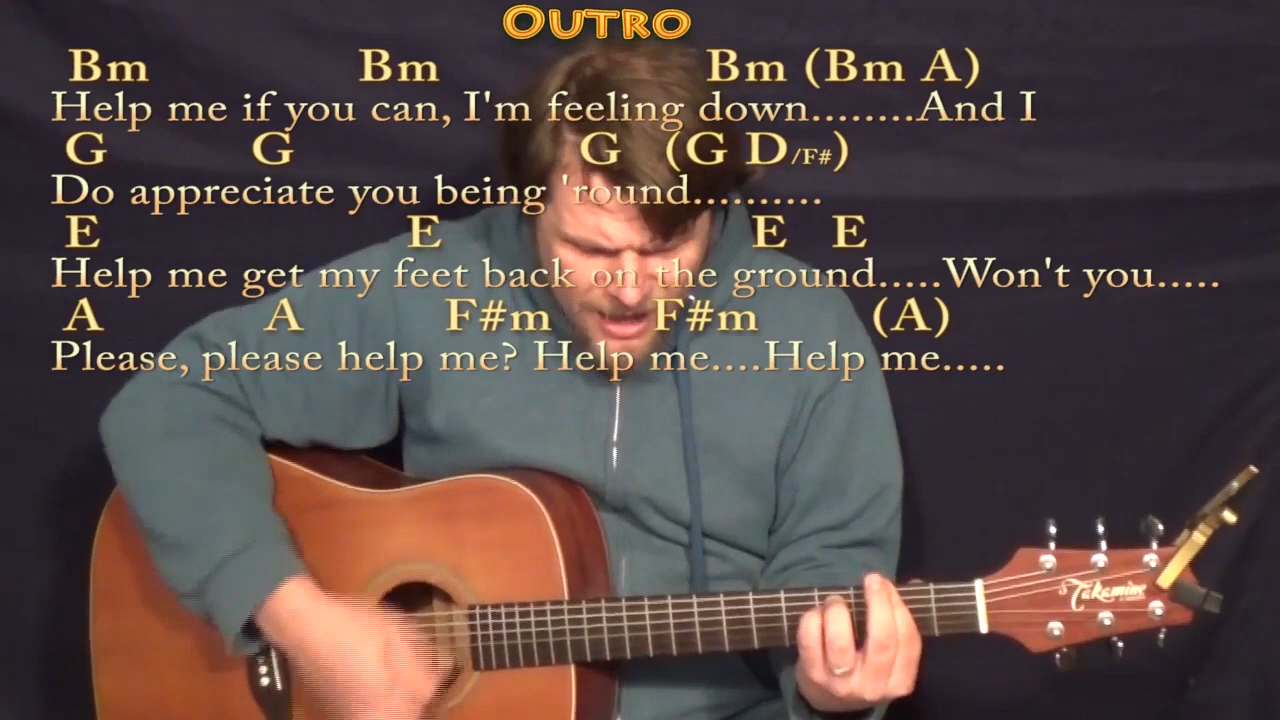 OUTRO
Bm Bm Bm (Bm A)
Help me if you can, I'm feeling down........And I
G G G (G D/F#)
Do appreciate you being 'round..........
E E E E
Help me get my feet back on the ground.....Won't you.....
A A F#m F#m (A)
Please, please help me? Help me....Help me.....
Takamine